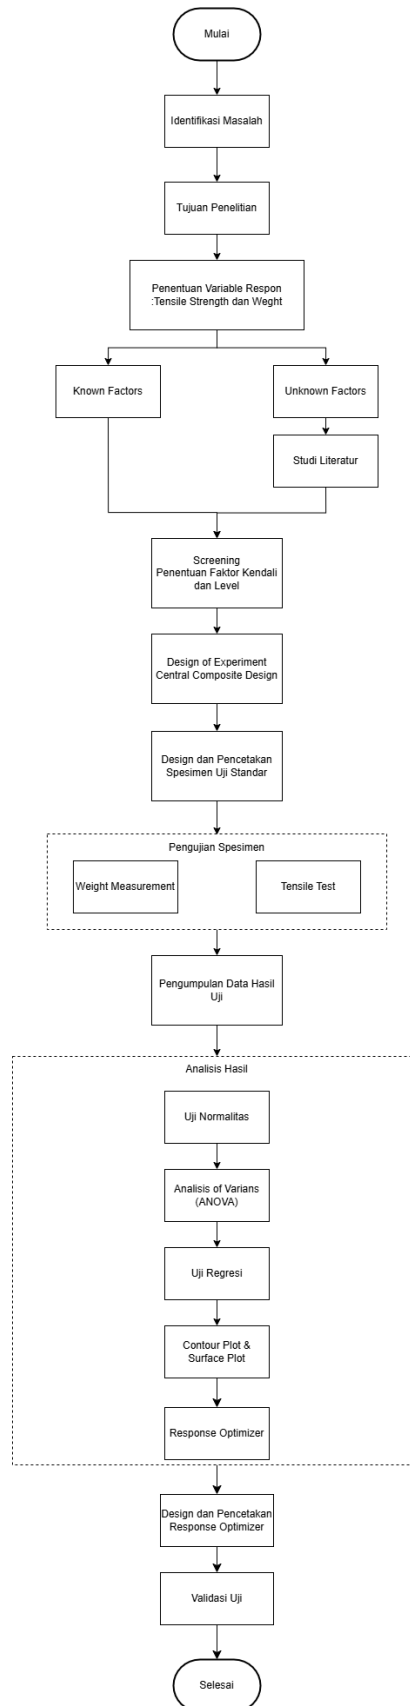 Mulai
Identifikasi Masalah
Tujuan Penelitian
Penentuan Variable Respon
:Tensile Strength dan Weght
Known Factors
Unknown Factors
Studi Literatur
Screening
Penentuan Faktor Kendali
dan Level
Design of Experiment
Central Composite Design
Design dan Pencetakan
Spesimen Uji Standar
Pengujian Spesimen
Weight Measurement
Tensile Test
Pengumpulan Data Hasil
Uji
Analisis Hasil
Uji Normalitas
Analisis of Varians
(ANOVA)
Uji Regresi
Contour Plot &
Surface Plot
Response Optimizer
Design dan Pencetakan
Response Optimizer
Validasi Uji
Selesai